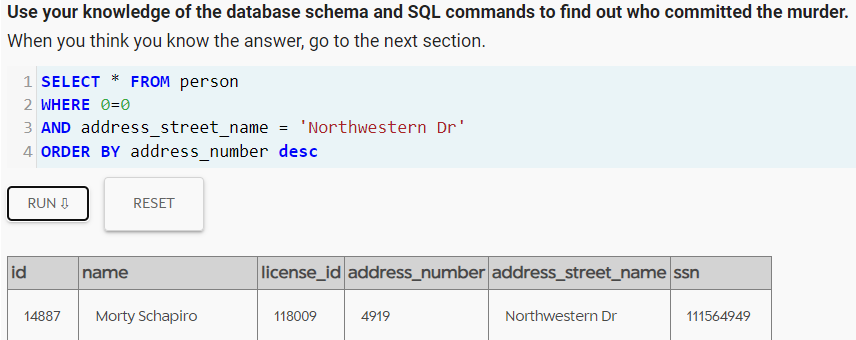 Use your knowledge of the database schema and SQL commands to find out who committed the murder.
When you think you know the answer, go to the next section.
1 SELECT * FROM person
2 WHERE 0=0
3 AND address_street_name = 'Northwestern Dr'
4 ORDER BY address_number desc
RUN ⇩ RESET
id name license_id address_number address_street_name ssn
14887 Morty Schapiro 118009 4919 Northwestern Dr 111564949